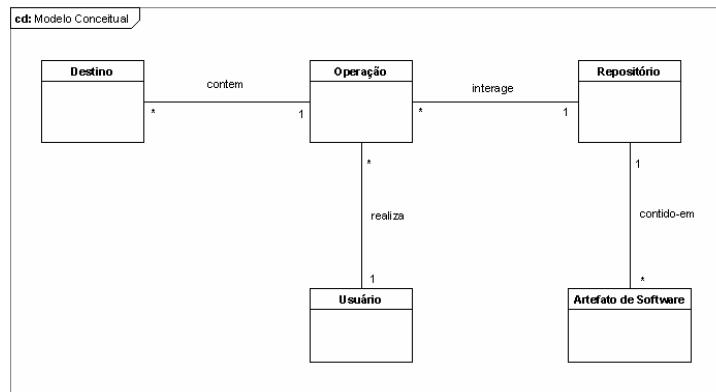 cd: Modelo Conceitual
Destino
contem
*
1
Operação
interage
*
1
Repositório
*
realiza
1
1
contido-em
*
Usuário
Artefato de Software